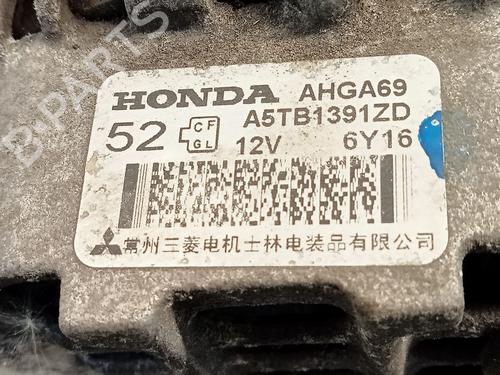 B-PARTS
HONDA AHGA69
52 CF GL A5TB1391ZD
12V 6Y16
常州三菱电机士林电装品有限公司